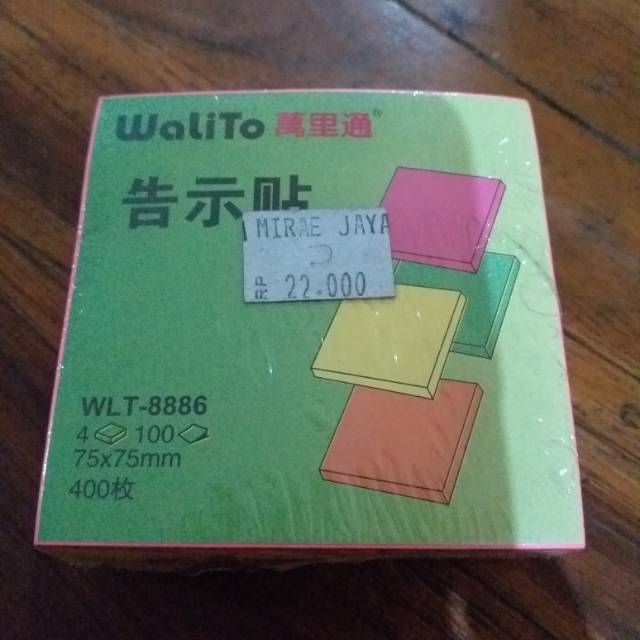 WaliTo 萬里通®
告示贴
MIRAE JAYA
RP 22.000
WLT-8886
4 100
75x75mm
400枚